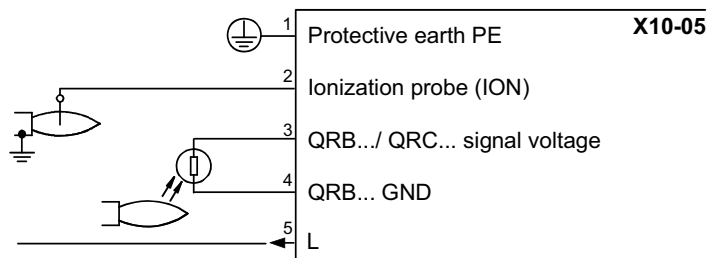 X10-05
1 Protective earth PE
2 Ionization probe (ION)
3 QRB.../ QRC... signal voltage
4 QRB... GND
5 L